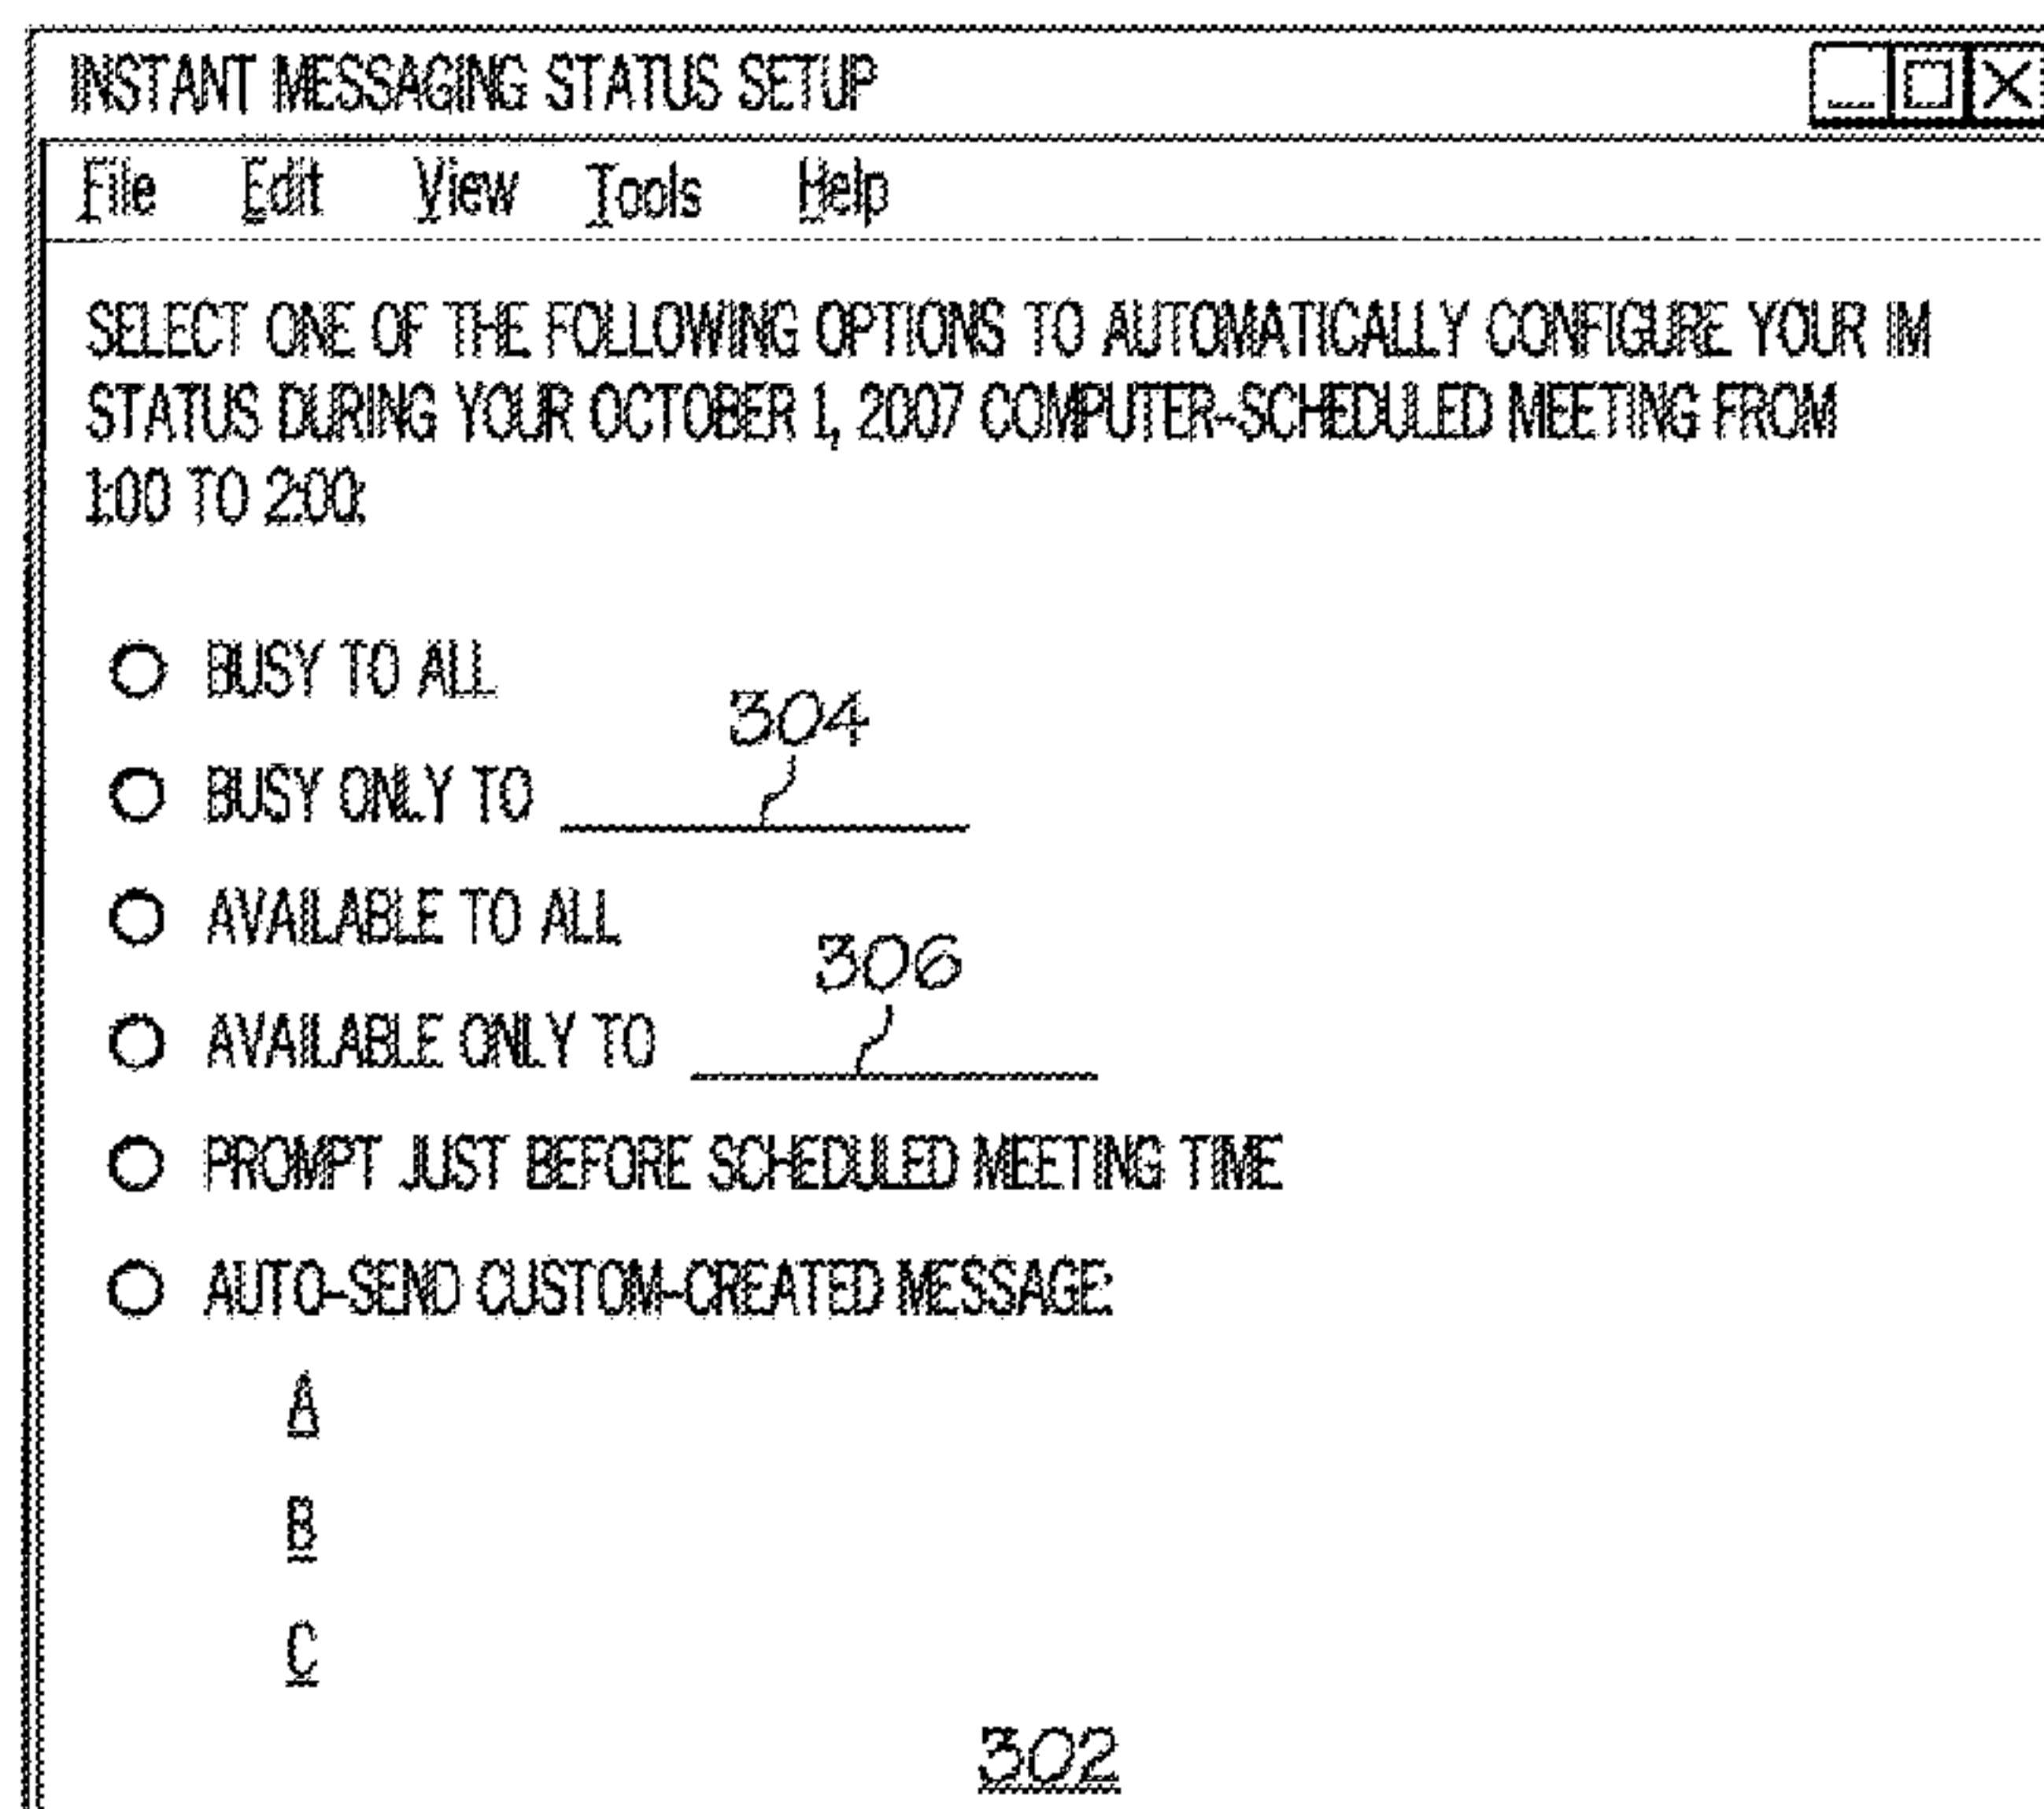 INSTANT MESSAGING STATUS SETUP
File Edit View Tools Help
SELECT ONE OF THE FOLLOWING OPTIONS TO AUTOMATICALLY CONFIGURE YOUR IM
STATUS DURING YOUR OCTOBER 1, 2007 COMPUTER-SCHEDULED MEETING FROM
1:00 TO 2:00:
BUSY TO ALL
304
BUSY ONLY TO
AVAILABLE TO ALL
306
AVAILABLE ONLY TO
PROMPT JUST BEFORE SCHEDULED MEETING TIME
AUTO-SEND CUSTOM-CREATED MESSAGE:
A
B
C
302